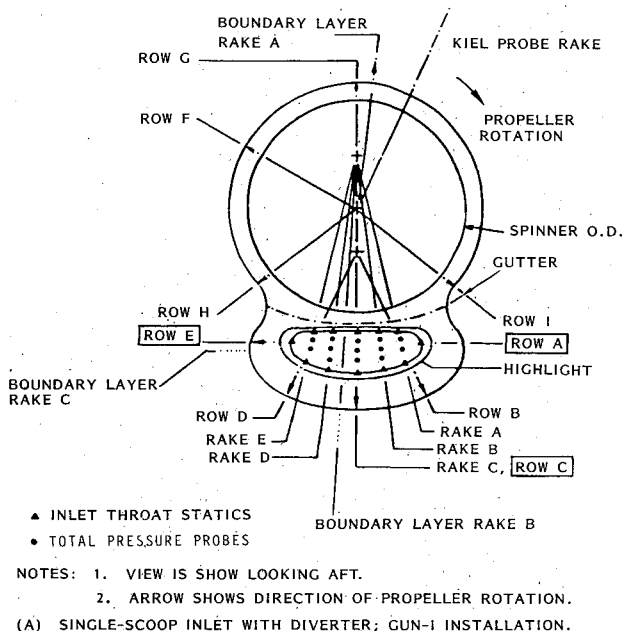 BOUNDARY LAYER
RAKE A
KIEL PROBE RAKE
ROW G
ROW F
PROPELLER
ROTATION
SPINNER O.D.
GUTTER
ROW H
ROW I
ROW E
ROW A
HIGHLIGHT
BOUNDARY LAYER
RAKE C
ROW D
ROW B
RAKE E
RAKE A
RAKE D
RAKE B
RAKE C, ROW C
▲ INLET THROAT STATICS
BOUNDARY LAYER RAKE B
● TOTAL PRESSURE PROBES
NOTES: 1. VIEW IS SHOW LOOKING AFT.
2. ARROW SHOWS DIRECTION OF PROPELLER ROTATION.
(A) SINGLE-SCOOP INLET WITH DIVERTER; GUN-I INSTALLATION.